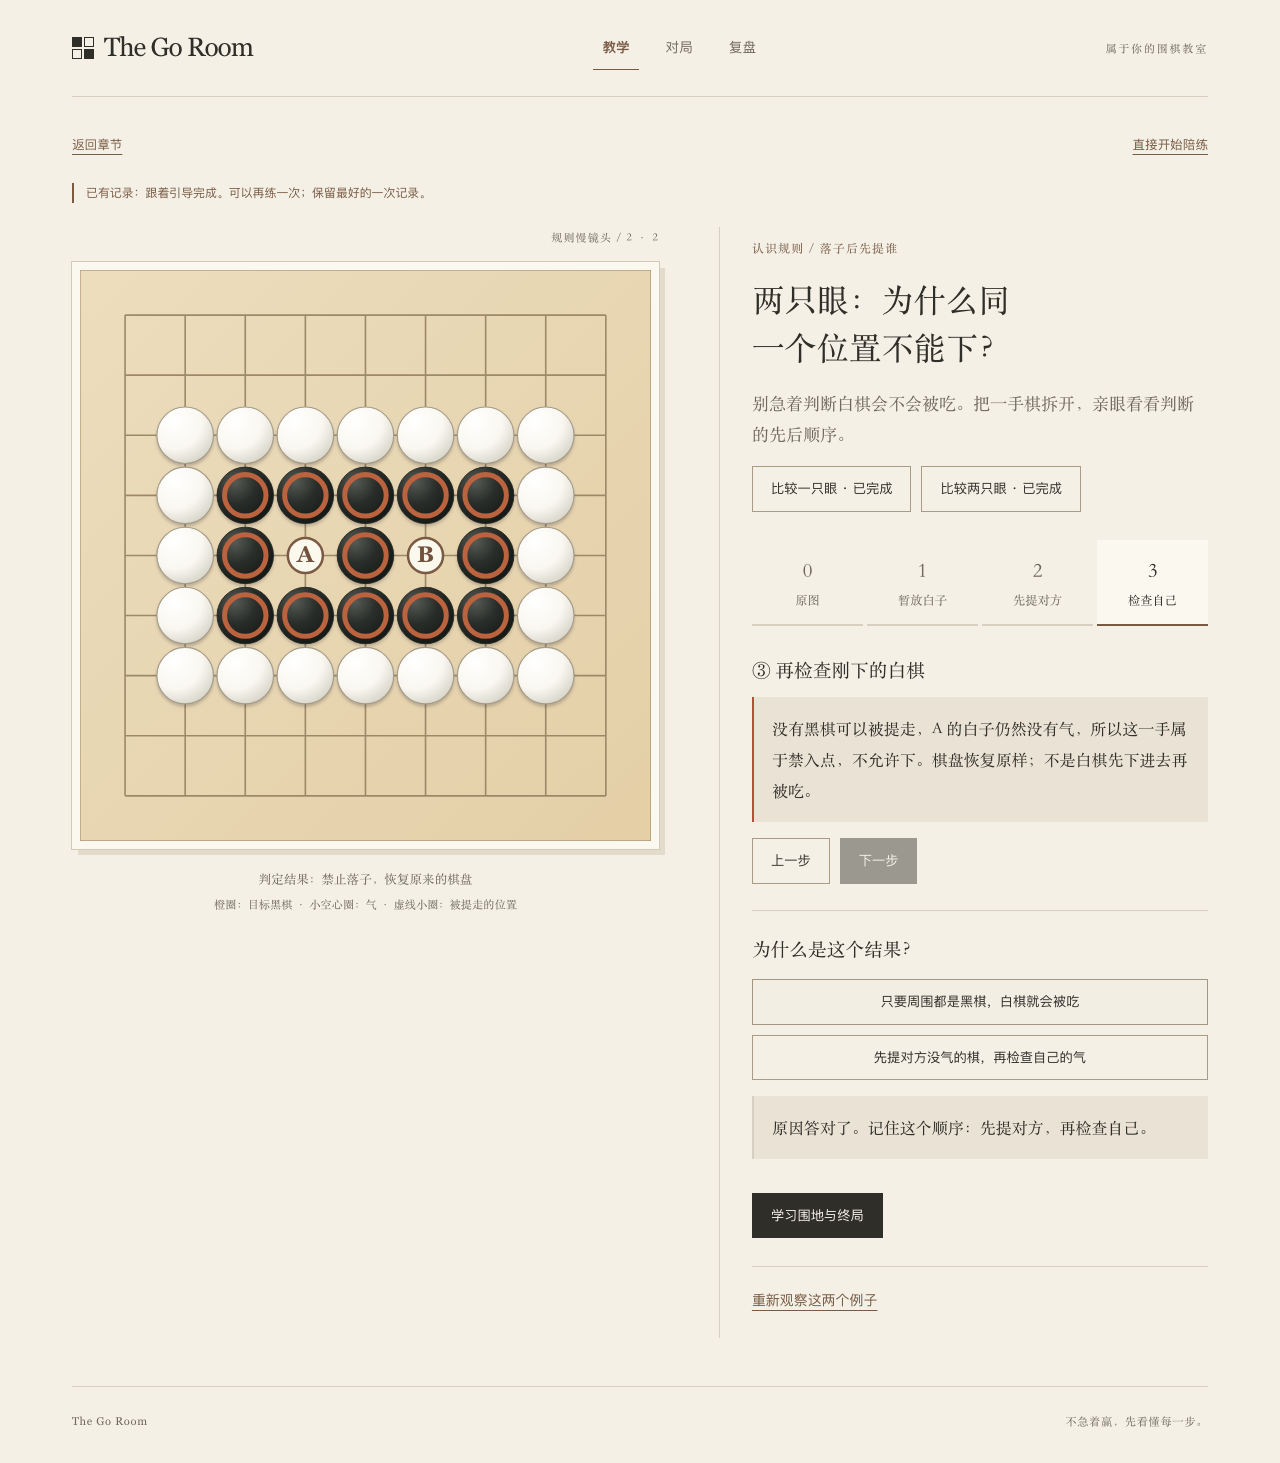 The Go Room
教学
对局
复盘
属于你的围棋教室
返回章节
直接开始陪练
已有记录：跟着引导完成。可以再练一次；保留最好的一次记录。
规则慢镜头 / 2 · 2
A
B
判定结果：禁止落子，恢复原来的棋盘
橙圈：目标黑棋 · 小空心圈：气 · 虚线小圈：被提走的位置
认识规则 / 落子后先提谁
两只眼：为什么同
一个位置不能下？
别急着判断白棋会不会被吃。把一手棋拆开，亲眼看看判断
的先后顺序。
比较一只眼 · 已完成
比较两只眼 · 已完成
0
原图
1
暂放白子
2
先提对方
3
检查自己
③ 再检查刚下的白棋
没有黑棋可以被提走，A 的白子仍然没有气，所以这一手属
于禁入点，不允许下。棋盘恢复原样；不是白棋先下进去再
被吃。
上一步
下一步
为什么是这个结果？
只要周围都是黑棋，白棋就会被吃
先提对方没气的棋，再检查自己的气
原因答对了。记住这个顺序：先提对方，再检查自己。
学习围地与终局
重新观察这两个例子
The Go Room
不急着赢，先看懂每一步。